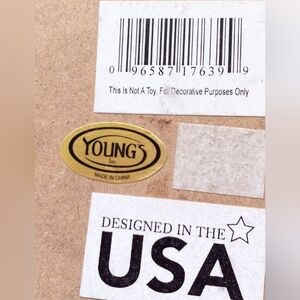 0 96587 17639 9
This Is Not A Toy. For Decorative Purposes Only
YOUNG'S
Inc.
MADE IN CHINA
DESIGNED IN THE
USA